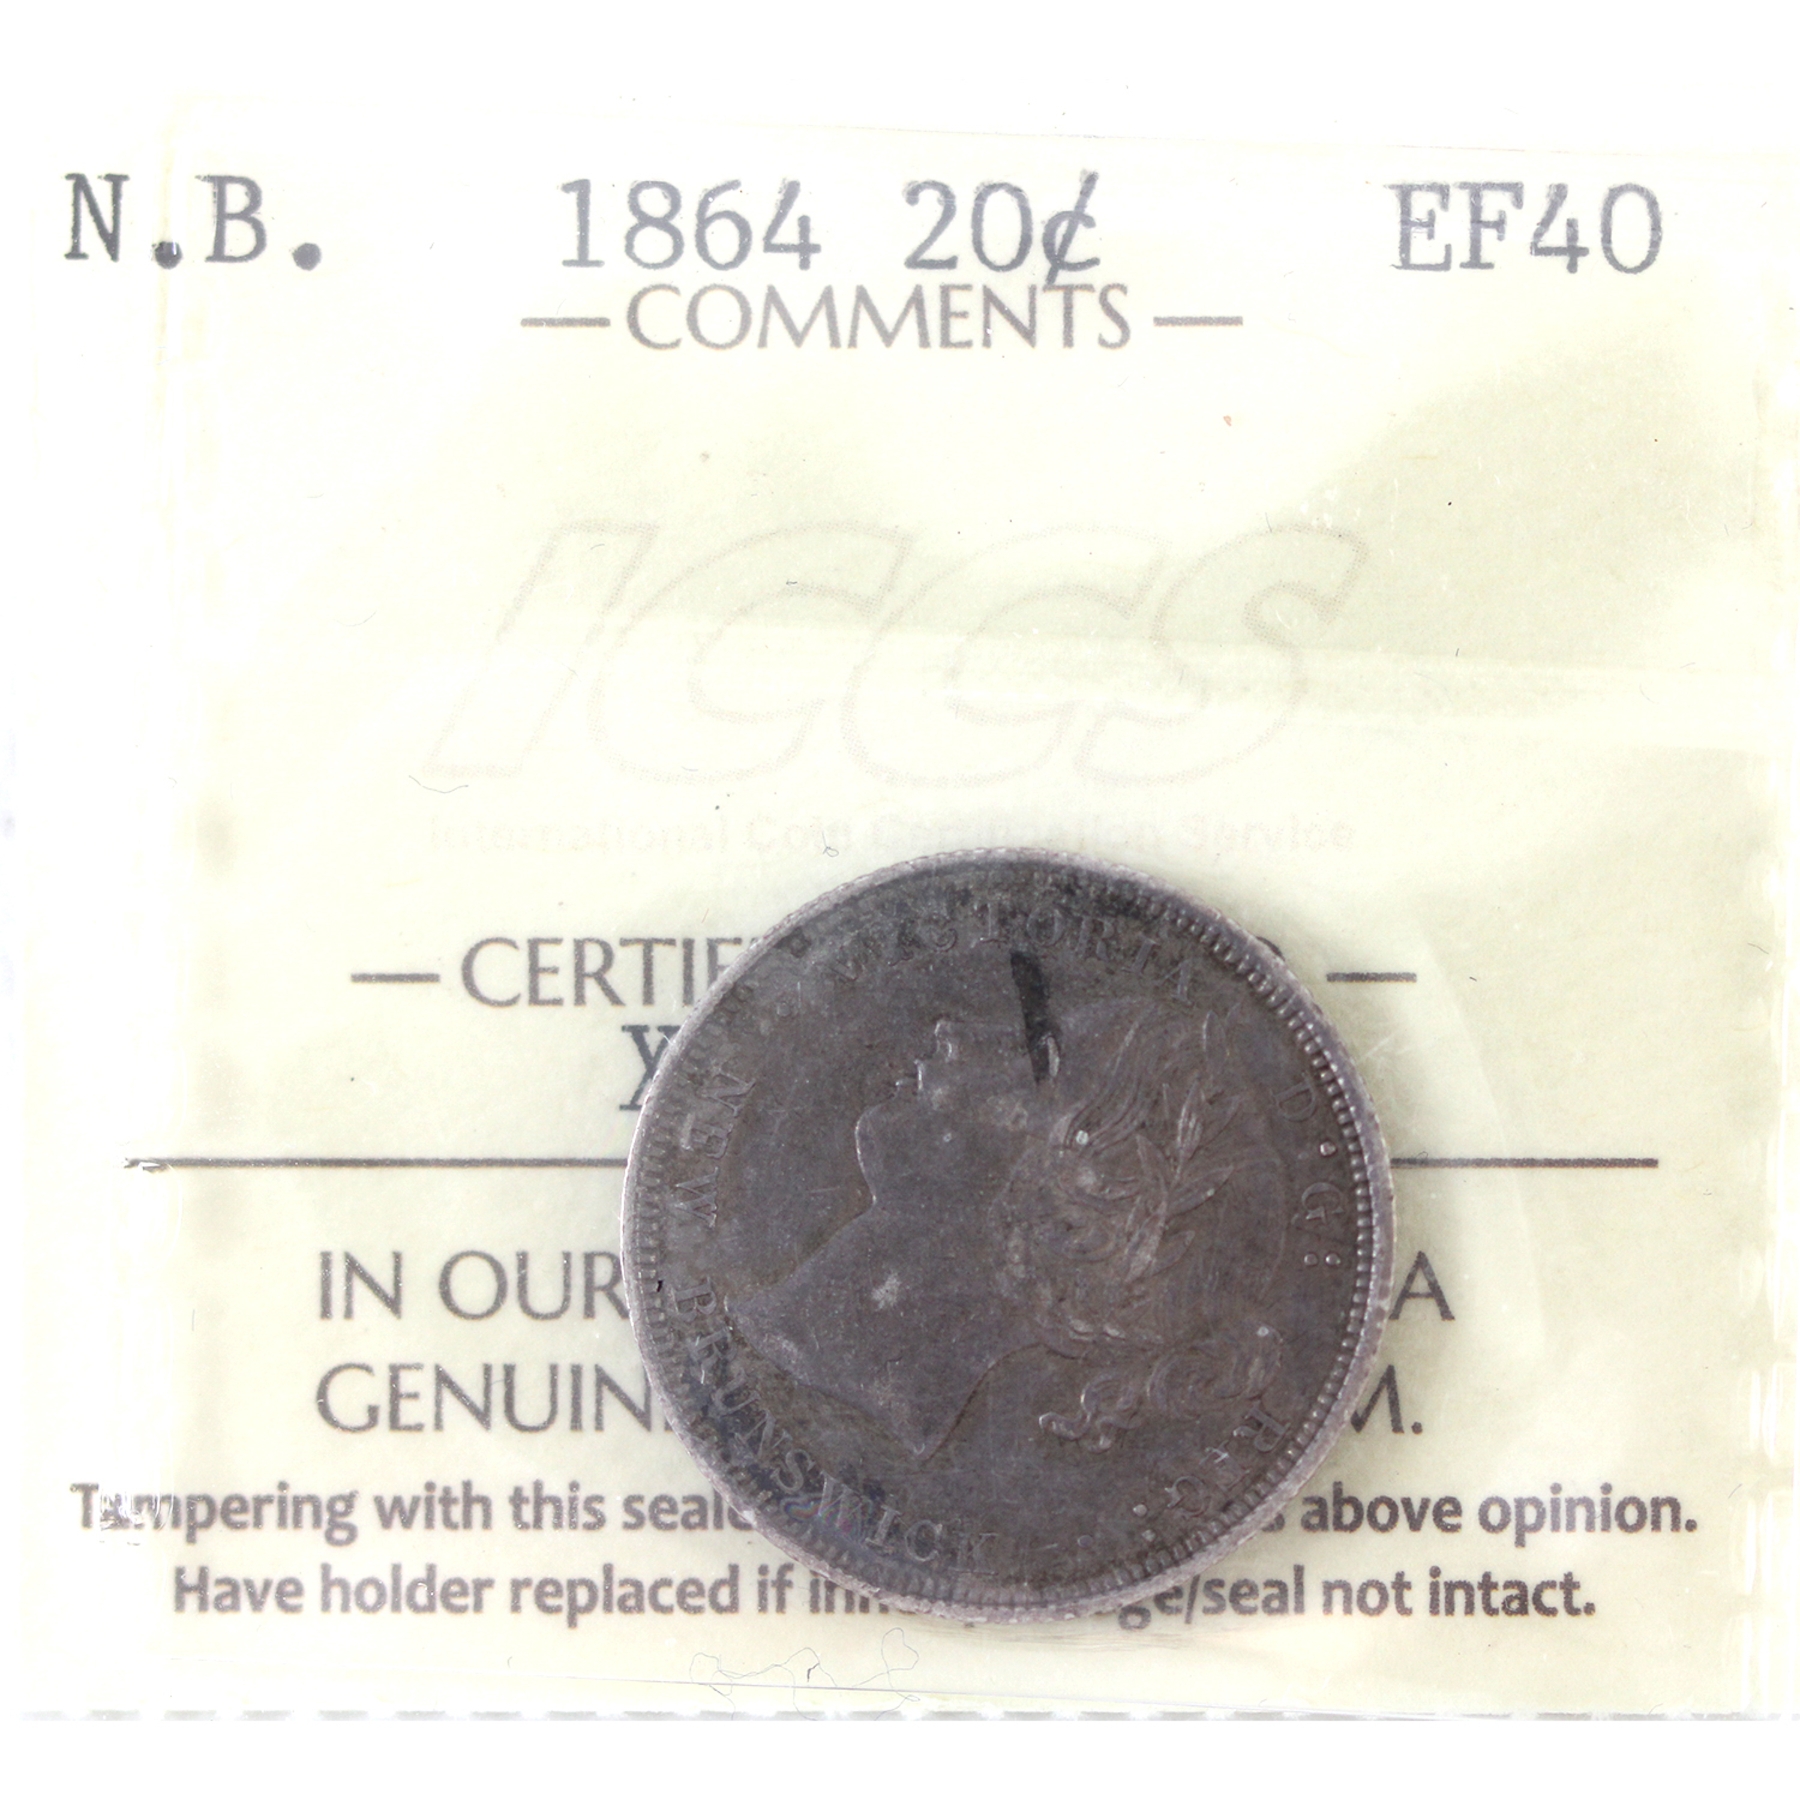 N.B. 1864 20¢ EF40
COMMENTS
ICCS
International Coin Certification Service
CERTIF
X
IN OUR A
GENUIN M.
Tampering with this seale above opinion.
Have holder replaced if inn ge/seal not intact.
VICTORIA D·G: R·G:
NEW BRUNSWICK